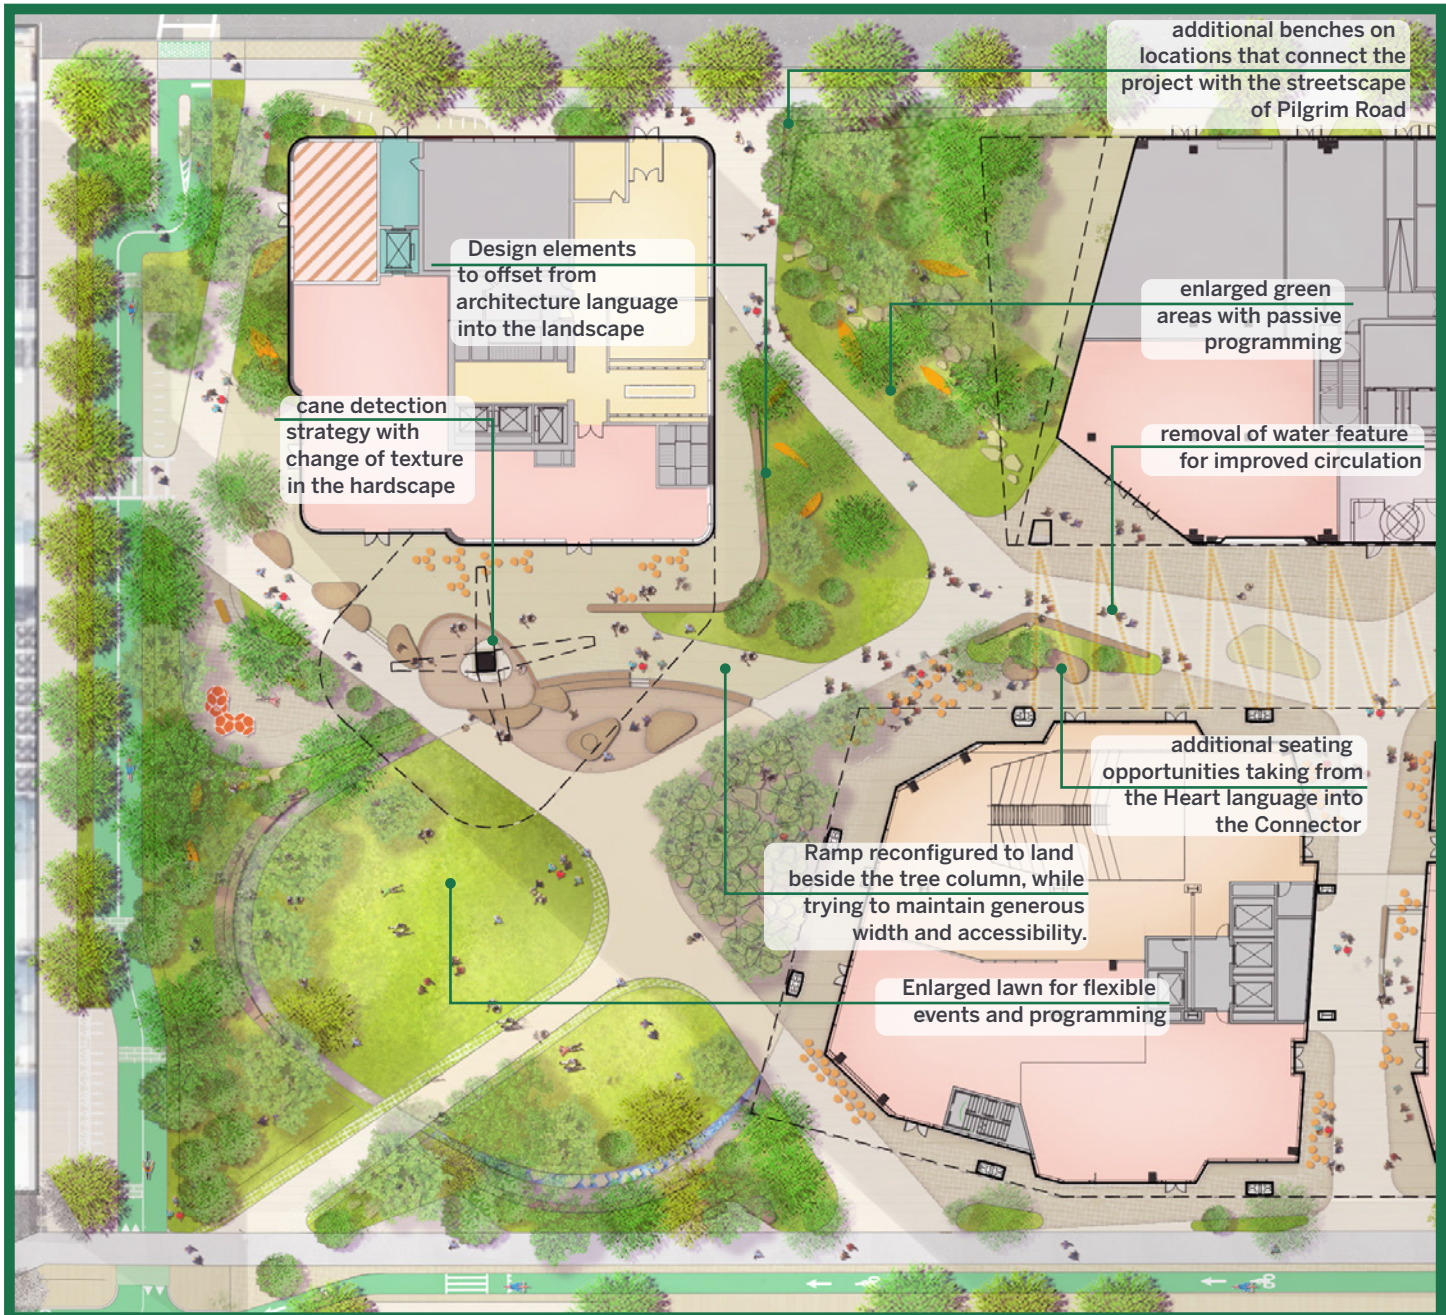 additional benches on
locations that connect the
project with the streetscape
of Pilgrim Road
Design elements
to offset from
architecture language
into the landscape
enlarged green
areas with passive
programming
cane detection
strategy with
change of texture
in the hardscape
removal of water feature
for improved circulation
additional seating
opportunities taking from
the Heart language into
the Connector
Ramp reconfigured to land
beside the tree column, while
trying to maintain generous
width and accessibility.
Enlarged lawn for flexible
events and programming